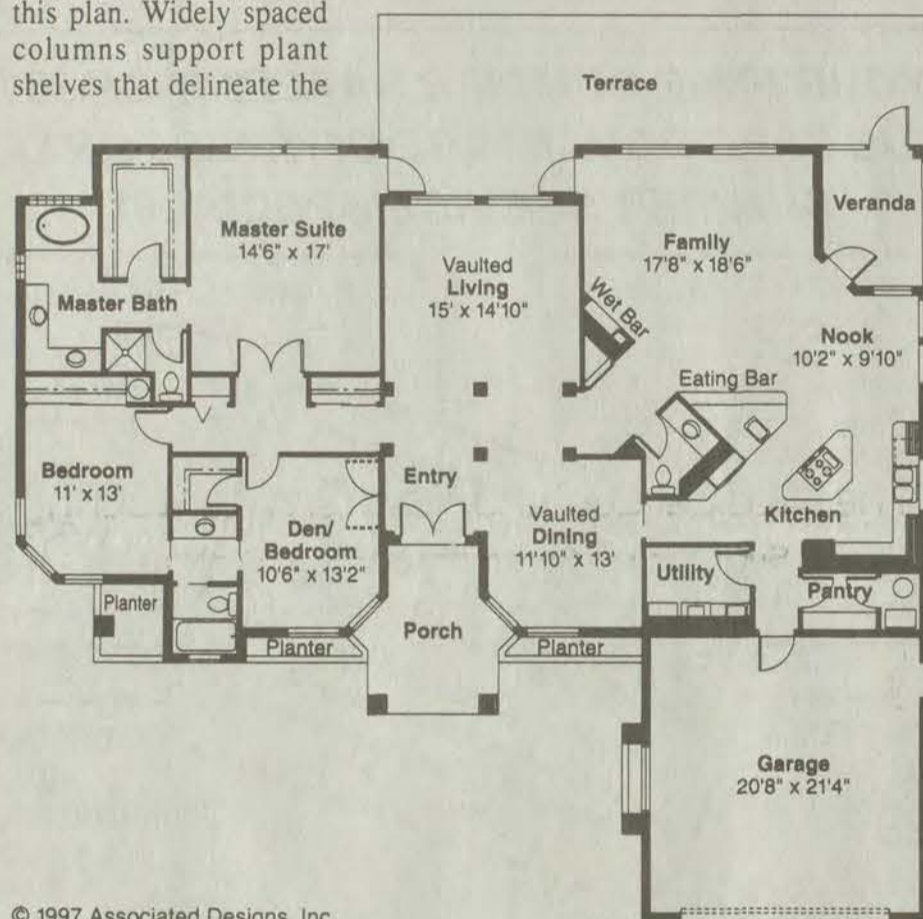 this plan. Widely spaced
columns support plant
shelves that delineate the
Terrace
Veranda
Master Suite
14'6" x 17'
Family
17'8" x 18'6"
Vaulted
Living
15' x 14'10"
Master Bath
Wet Bar
Nook
10'2" x 9'10"
Eating Bar
Bedroom
11' x 13'
Entry
Vaulted
Dining
11'10" x 13'
Kitchen
Den/
Bedroom
10'6" x 13'2"
Utility
Pantry
Planter
Porch
Planter
Planter
Garage
20'8" x 21'4"
© 1997 Associated Designs, Inc.